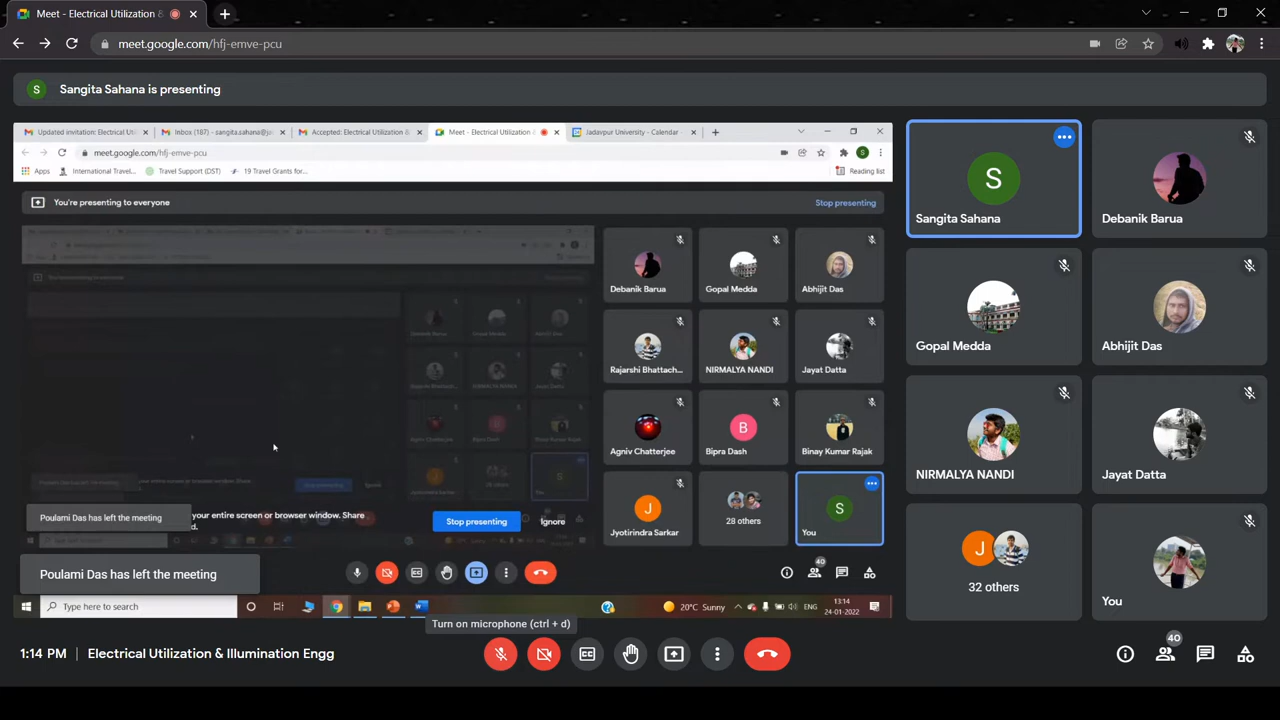 Meet - Electrical Utilization &
meet.google.com/hfj-emve-pcu
S
Sangita Sahana is presenting
Updated invitation: Electrical Uti
Inbox (187) - sangita.sahana@ja
Accepted: Electrical Utilization &
Meet - Electrical Utilization &
Jadavpur University - Calendar -
meet.google.com/hfj-emve-pcu
S
Apps
International Travel...
Travel Support (DST)
19 Travel Grants for...
Reading list
You're presenting to everyone
Stop presenting
Debanik Barua
Gopal Medda
Abhijit Das
Rajarshi Bhattach...
NIRMALYA NANDI
Jayat Datta
B
Agniv Chatterjee
Bipra Dash
Binay Kumar Rajak
J
S
Jyotirindra Sarkar
28 others
You
your entire screen or browser window. Share
Poulami Das has left the meeting
Stop presenting
Ignore
Poulami Das has left the meeting
40
Type here to search
20°C Sunny
ENG
13:14
24-01-2022
Turn on microphone (ctrl + d)
S
Sangita Sahana
Debanik Barua
Gopal Medda
Abhijit Das
NIRMALYA NANDI
Jayat Datta
J
32 others
You
1:14 PM
Electrical Utilization & Illumination Engg
40